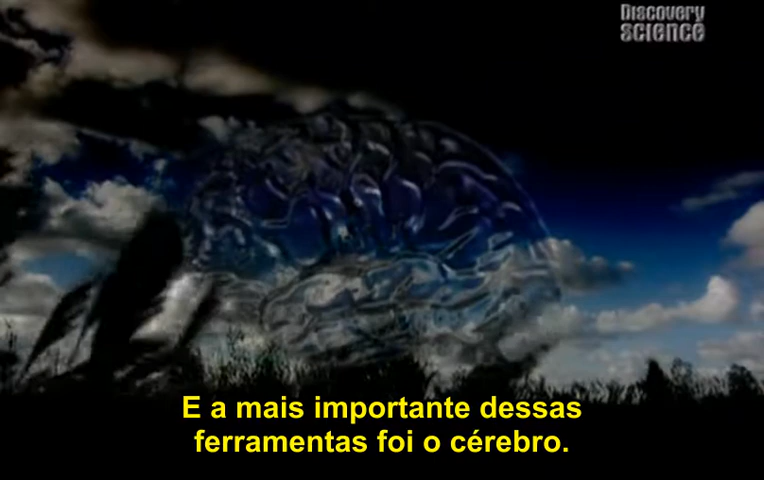 Discovery
SCIENCE
E a mais importante dessas
ferramentas foi o cérebro.